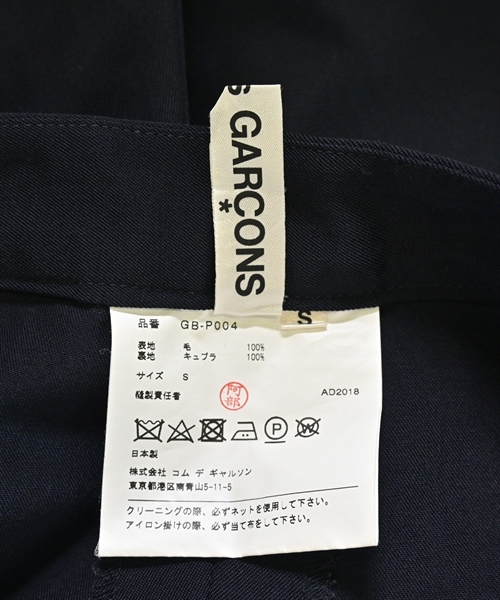 S GARCONS
*
S
品番 GB-P004
表地 毛 100%
裏地 キュプラ 100%
サイズ S
縫製責任者 阿部 AD2018
P W
日本製
株式会社 コム デ ギャルソン
東京都港区南青山5-11-5
クリーニングの際、必ずネットを使用して下さい。
アイロン掛けの際、必ず当て布をして下さい。